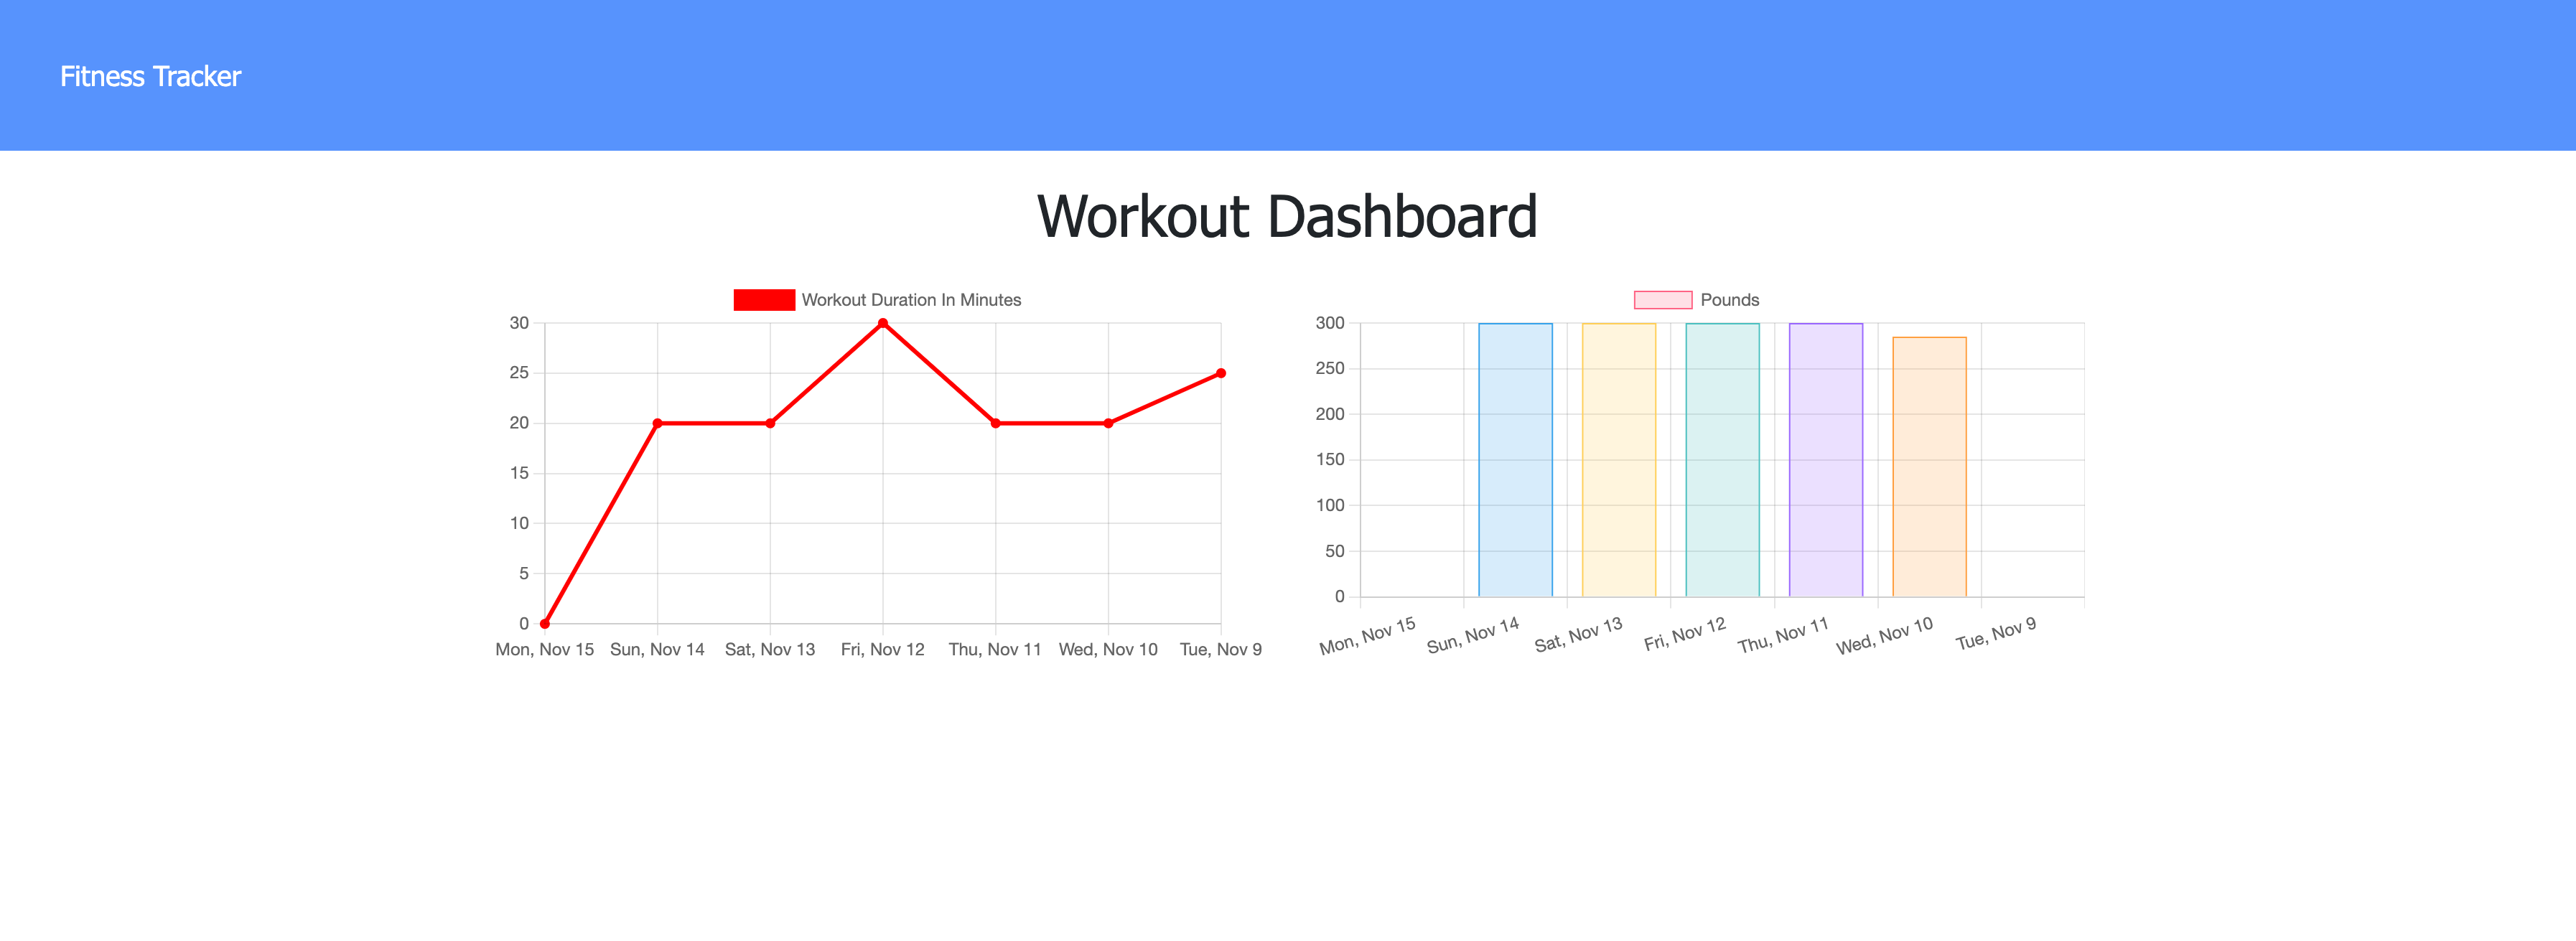 Fitness Tracker
Workout Dashboard
Workout Duration In Minutes
30
25
20
15
10
5
0
Mon, Nov 15 Sun, Nov 14 Sat, Nov 13 Fri, Nov 12 Thu, Nov 11 Wed, Nov 10 Tue, Nov 9
Pounds
300
250
200
150
100
50
0
Mon, Nov 15 Sun, Nov 14 Sat, Nov 13 Fri, Nov 12 Thu, Nov 11 Wed, Nov 10 Tue, Nov 9